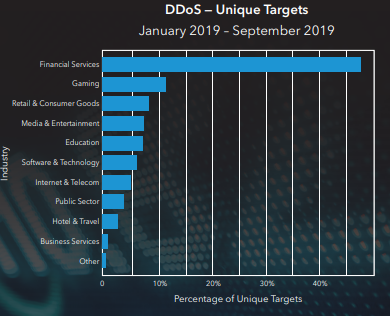 DDoS – Unique Targets
January 2019 – September 2019
Industry
Financial Services
Gaming
Retail & Consumer Goods
Media & Entertainment
Education
Software & Technology
Internet & Telecom
Public Sector
Hotel & Travel
Business Services
Other
0 10% 20% 30% 40%
Percentage of Unique Targets